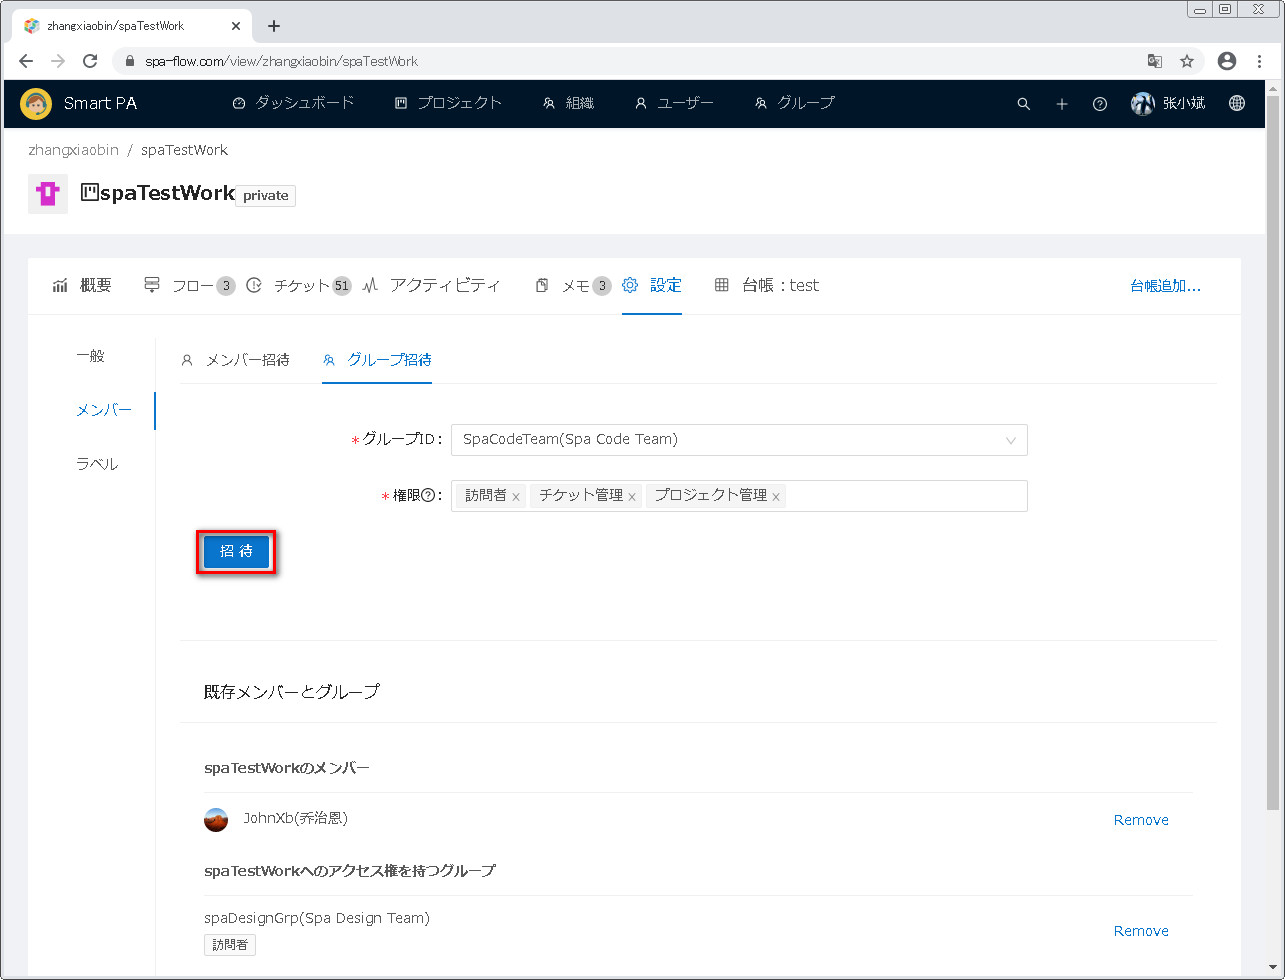 zhangxiaobin/spaTestWork
spa-flow.com/view/zhangxiaobin/spaTestWork
Smart PA ダッシュボード プロジェクト 組織 ユーザー グループ 张小斌
zhangxiaobin / spaTestWork
spaTestWork private
概要 フロー 3 チケット 51 アクティビティ メモ 3 設定 台帳：test 台帳追加...
一般
メンバー
ラベル
メンバー招待 グループ招待
* グループID：
SpaCodeTeam(Spa Code Team)
* 権限?：
訪問者 × チケット管理 × プロジェクト管理 ×
招 待
既存メンバーとグループ
spaTestWorkのメンバー
JohnXb(乔治恩) Remove
spaTestWorkへのアクセス権を持つグループ
spaDesignGrp(Spa Design Team)
Remove
訪問者